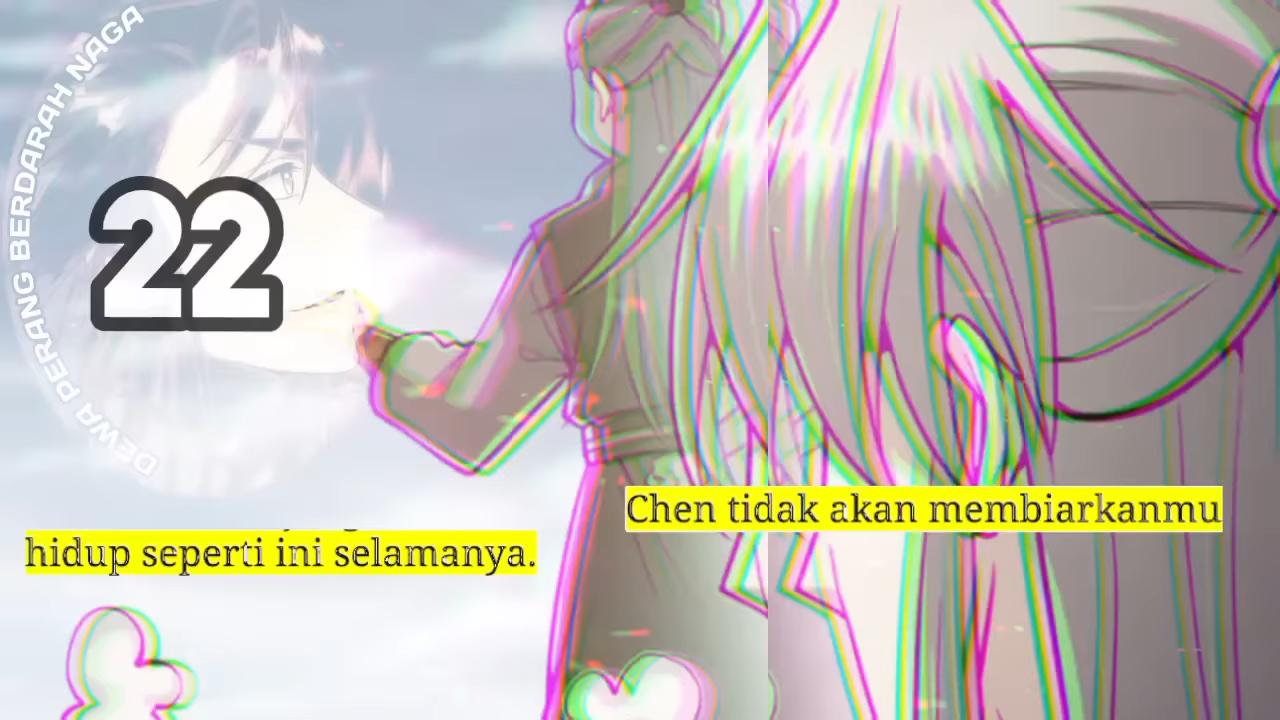 DEWA PERANG BERDARAH NAGA
22
hidup seperti ini selamanya.
Chen tidak akan membiarkanmu